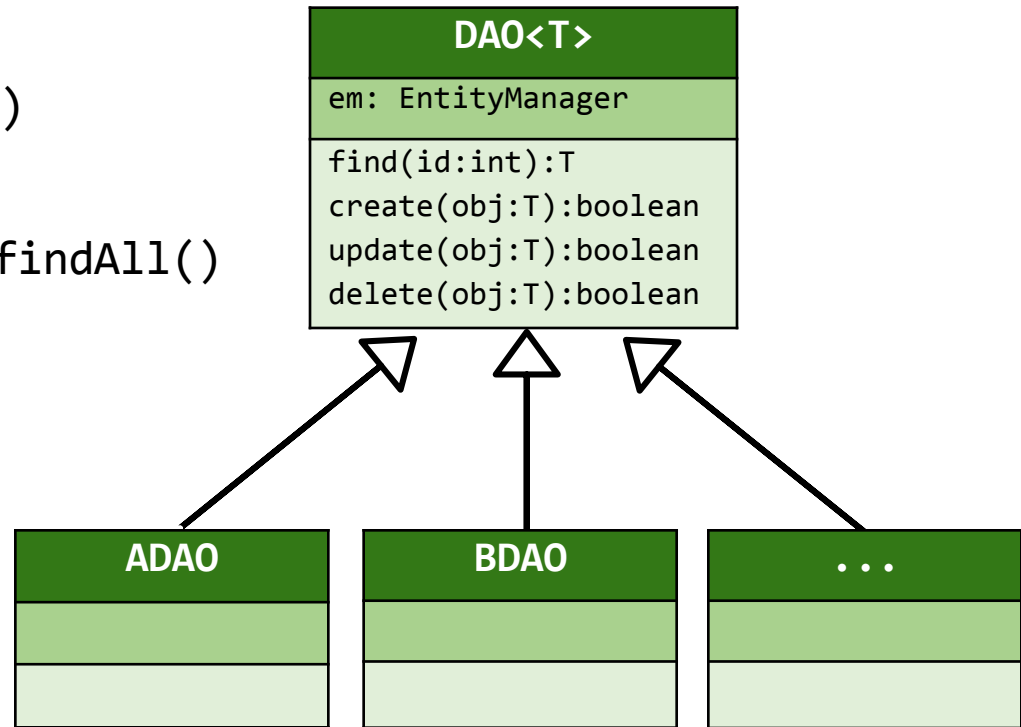 )
findAll()
DAO<T>
em: EntityManager
find(id:int):T
create(obj:T):boolean
update(obj:T):boolean
delete(obj:T):boolean
ADAO
BDAO
...